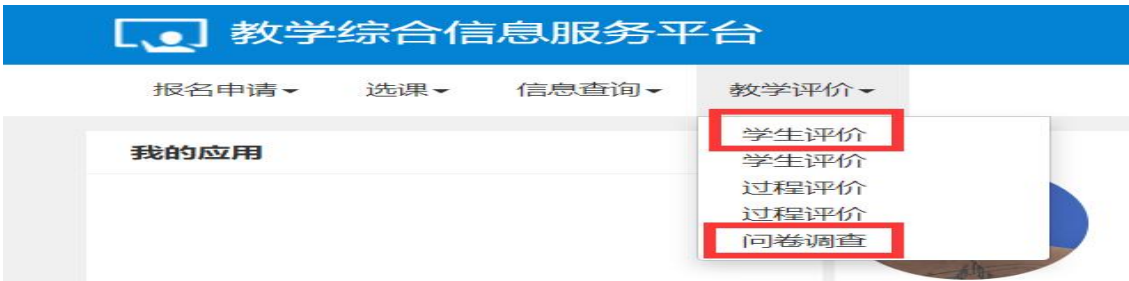 教学综合信息服务平台
报名申请 选课 信息查询 教学评价
我的应用
学生评价
学生评价
过程评价
过程评价
问卷调查